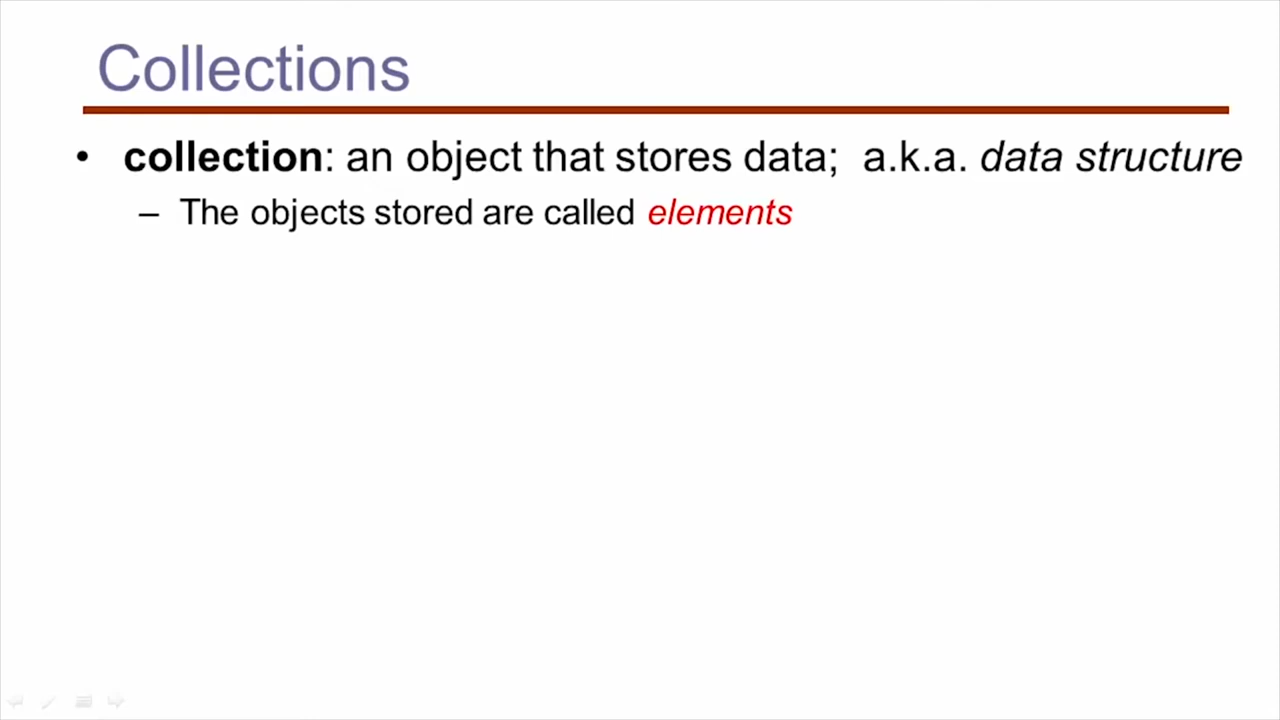 Collections
• collection: an object that stores data; a.k.a. data structure
– The objects stored are called elements